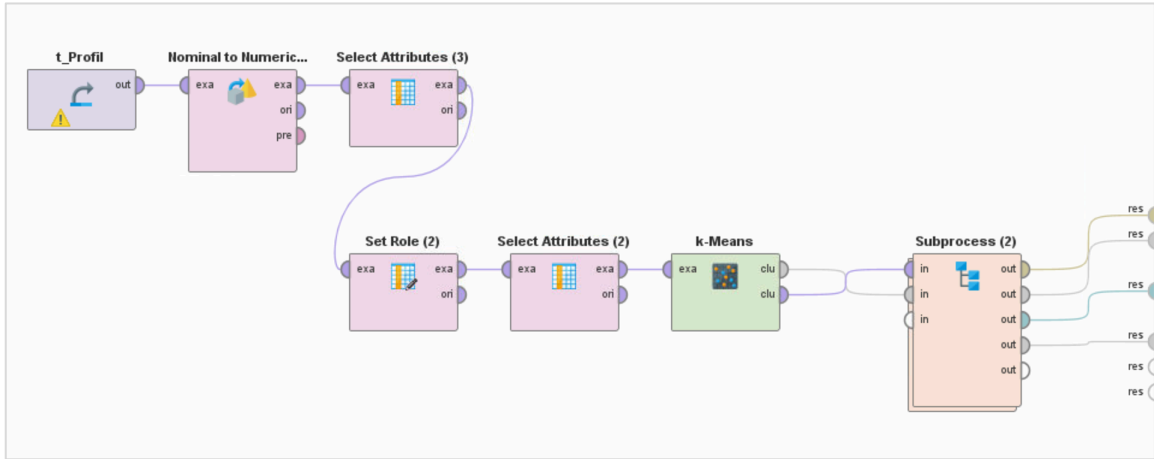 t_Profil
out
Nominal to Numeric...
exa
exa
ori
pre
Select Attributes (3)
exa
exa
ori
Set Role (2)
exa
exa
ori
Select Attributes (2)
exa
exa
ori
k-Means
exa
clu
clu
Subprocess (2)
in
out
in
out
in
out
out
out
res
res
res
res
res
res